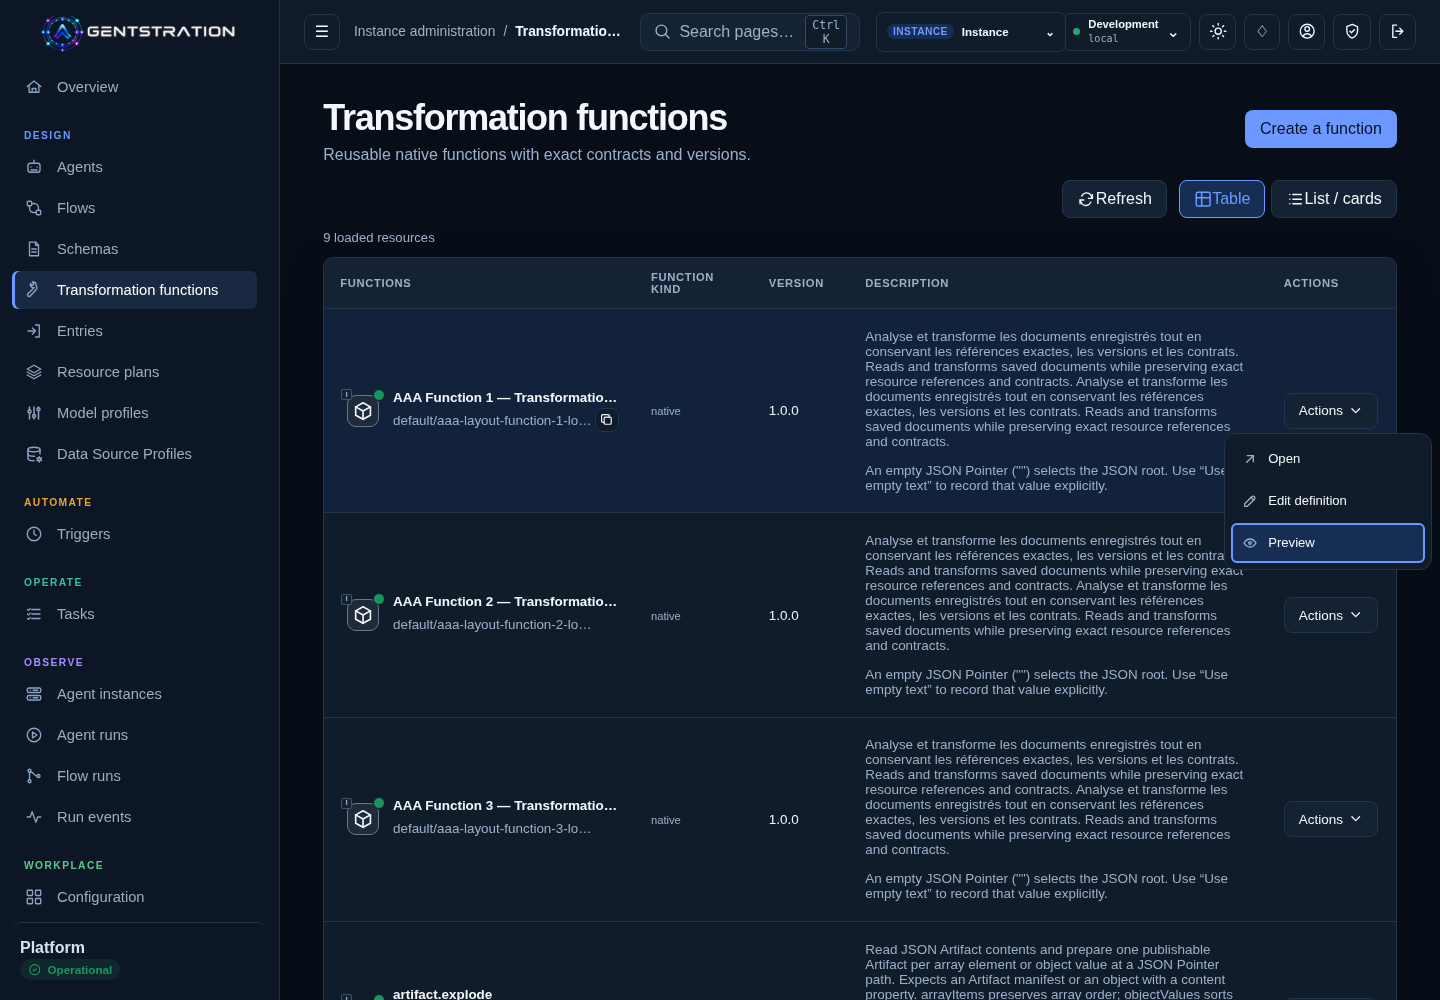 GENTSTRATION
Overview
DESIGN
Agents
Flows
Schemas
Transformation functions
Entries
Resource plans
Model profiles
Data Source Profiles
AUTOMATE
Triggers
OPERATE
Tasks
OBSERVE
Agent instances
Agent runs
Flow runs
Run events
WORKPLACE
Configuration
Platform
Operational
Instance administration / Transformatio…
Search pages…
Ctrl
K
INSTANCE Instance
Development
local
Transformation functions
Reusable native functions with exact contracts and versions.
Create a function
Refresh
Table
List / cards
9 loaded resources
FUNCTIONS
FUNCTION
KIND
VERSION
DESCRIPTION
ACTIONS
I
AAA Function 1 — Transformatio…
default/aaa-layout-function-1-lo…
native
1.0.0
Analyse et transforme les documents enregistrés tout en
conservant les références exactes, les versions et les contrats.
Reads and transforms saved documents while preserving exact
resource references and contracts. Analyse et transforme les
documents enregistrés tout en conservant les références
exactes, les versions et les contrats. Reads and transforms
saved documents while preserving exact resource references
and contracts.
An empty JSON Pointer ("") selects the JSON root. Use “Use
empty text” to record that value explicitly.
Actions
Open
Edit definition
Preview
I
AAA Function 2 — Transformatio…
default/aaa-layout-function-2-lo…
native
1.0.0
Analyse et transforme les documents enregistrés tout en
conservant les références exactes, les versions et les contra
Reads and transforms saved documents while preserving exact
resource references and contracts. Analyse et transforme les
documents enregistrés tout en conservant les références
exactes, les versions et les contrats. Reads and transforms
saved documents while preserving exact resource references
and contracts.
An empty JSON Pointer ("") selects the JSON root. Use “Use
empty text” to record that value explicitly.
Actions
I
AAA Function 3 — Transformatio…
default/aaa-layout-function-3-lo…
native
1.0.0
Analyse et transforme les documents enregistrés tout en
conservant les références exactes, les versions et les contrats.
Reads and transforms saved documents while preserving exact
resource references and contracts. Analyse et transforme les
documents enregistrés tout en conservant les références
exactes, les versions et les contrats. Reads and transforms
saved documents while preserving exact resource references
and contracts.
An empty JSON Pointer ("") selects the JSON root. Use “Use
empty text” to record that value explicitly.
Actions
I
artifact.explode
Read JSON Artifact contents and prepare one publishable
Artifact per array element or object value at a JSON Pointer
path. Expects an Artifact manifest or an object with a content
property. arrayItems preserves array order; objectValues sorts